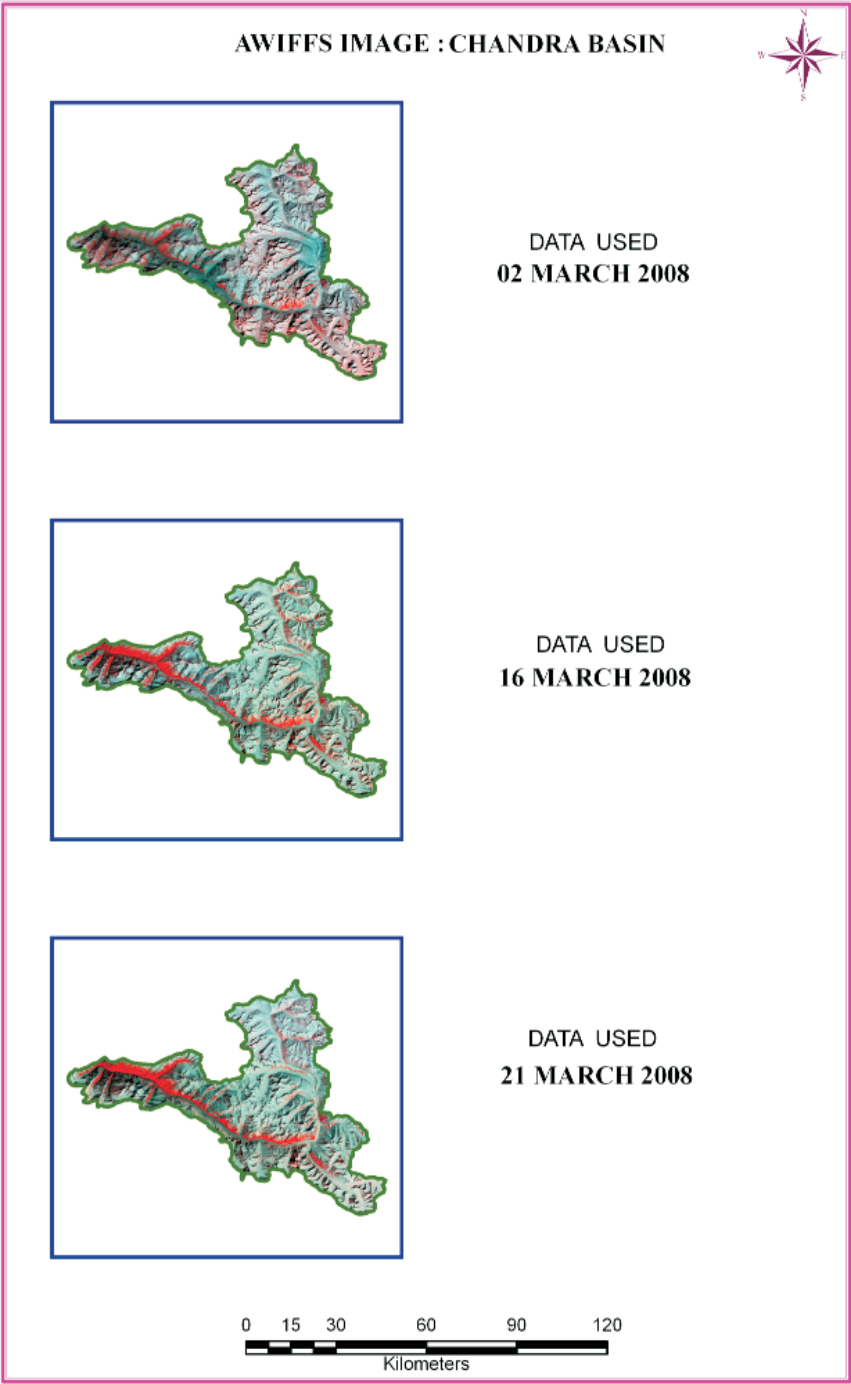 AWIFFS IMAGE : CHANDRA BASIN
N
W E
S
DATA USED
02 MARCH 2008
DATA USED
16 MARCH 2008
DATA USED
21 MARCH 2008
0 15 30 60 90 120
Kilometers